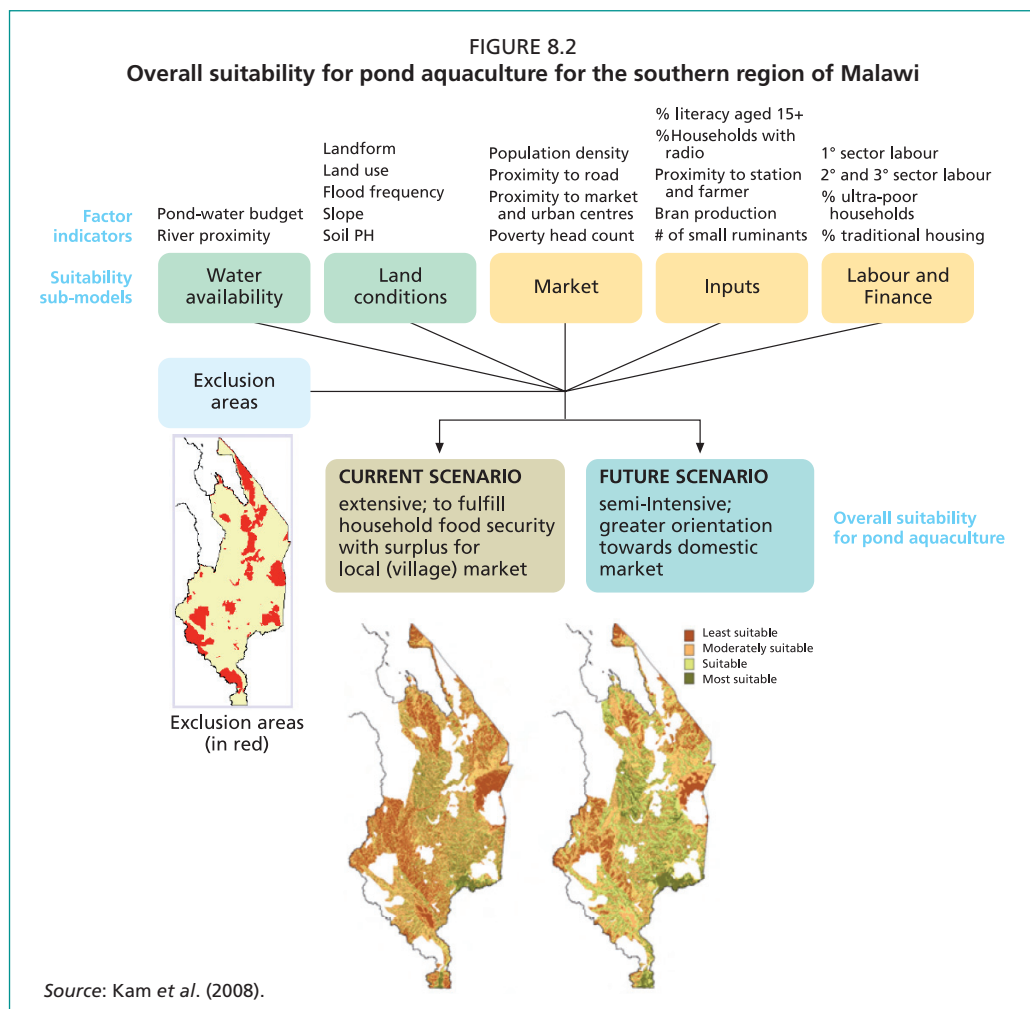 FIGURE 8.2
Overall suitability for pond aquaculture for the southern region of Malawi
Factor
indicators
Pond-water budget
River proximity
Landform
Land use
Flood frequency
Slope
Soil PH
Population density
Proximity to road
Proximity to market
and urban centres
Poverty head count
% literacy aged 15+
%Households with
radio
Proximity to station
and farmer
Bran production
# of small ruminants
1° sector labour
2° and 3° sector labour
% ultra-poor
households
% traditional housing
Suitability
sub-models
Water
availability
Land
conditions
Market
Inputs
Labour and
Finance
Exclusion
areas
Exclusion areas
(in red)
CURRENT SCENARIO
extensive; to fulfill
household food security
with surplus for
local (village) market
FUTURE SCENARIO
semi-Intensive;
greater orientation
towards domestic
market
Overall suitability
for pond aquaculture
Least suitable
Moderately suitable
Suitable
Most suitable
Source: Kam et al. (2008).